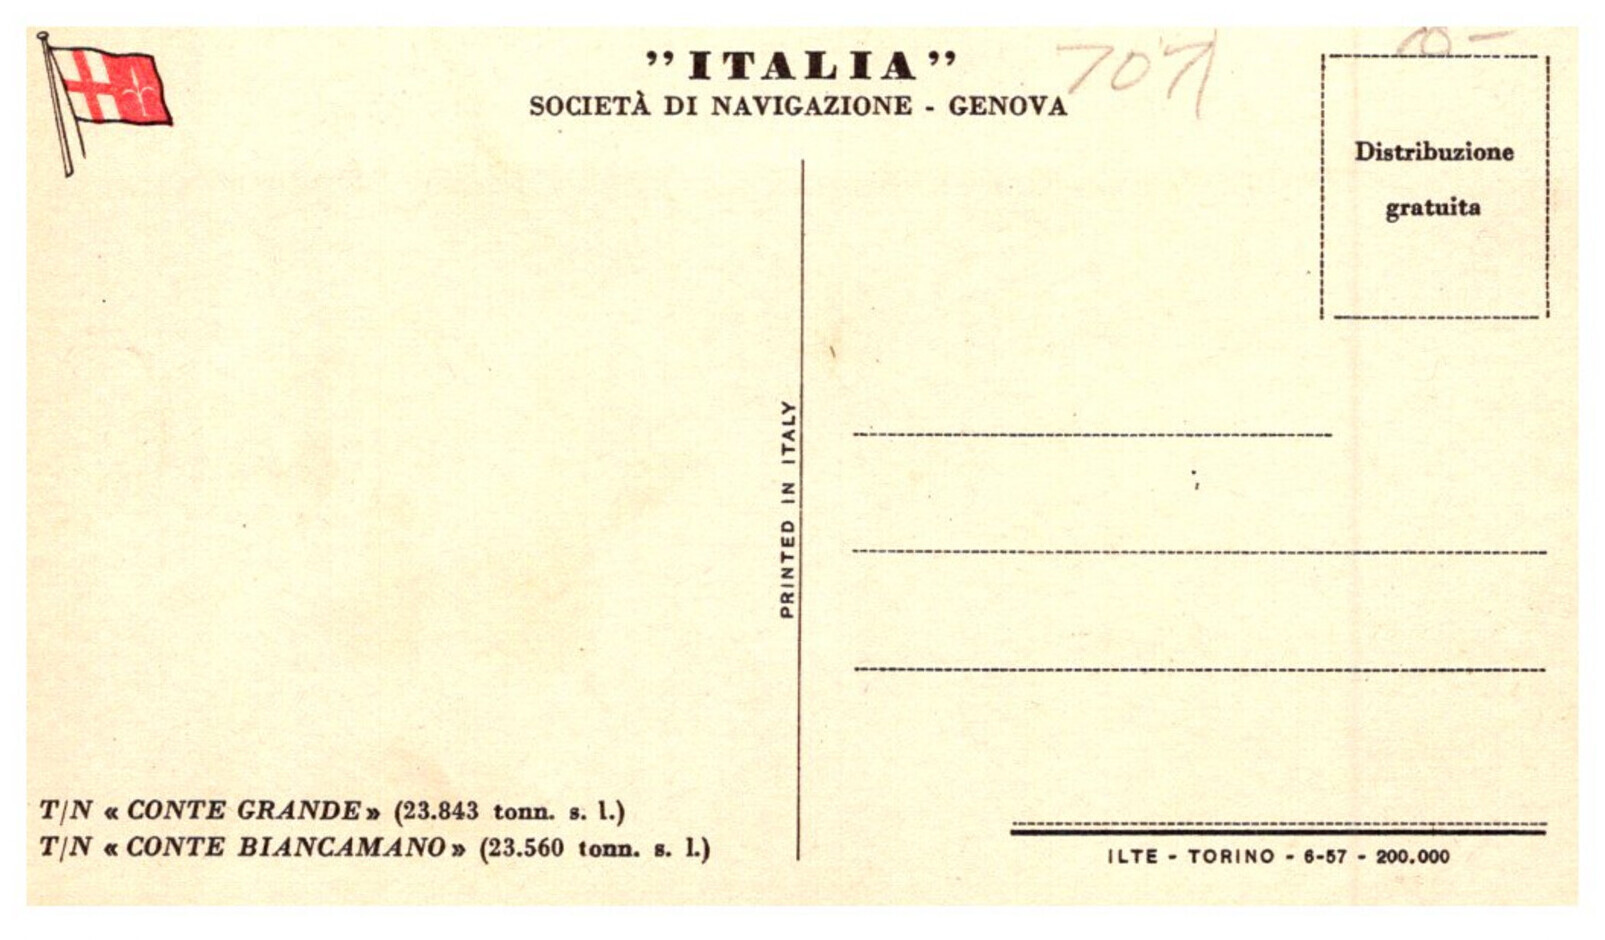 "ITALIA"
SOCIETÀ DI NAVIGAZIONE - GENOVA
707
Distribuzione
gratuita
PRINTED IN ITALY
T/N « CONTE GRANDE » (23.843 tonn. s. l.)
T/N « CONTE BIANCAMANO » (23.560 tonn. s. l.)
ILTE - TORINO - 6-57 - 200.000